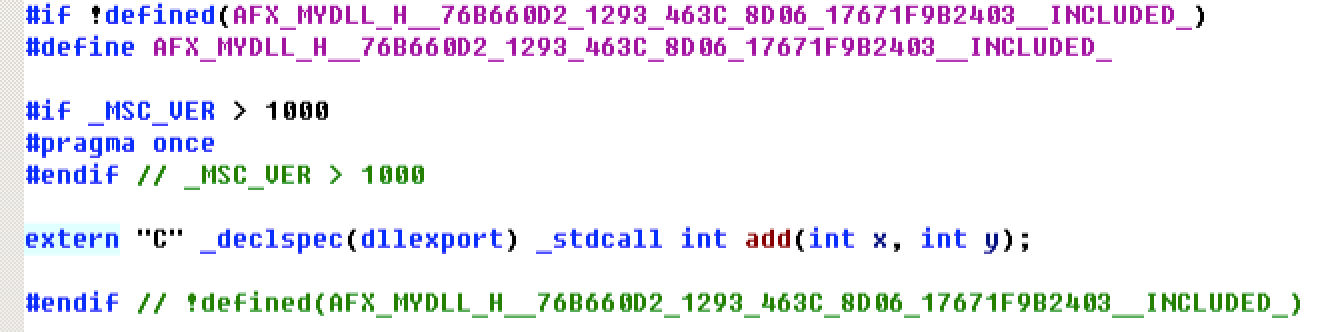 #if !defined(AFX_MYDLL_H__76B660D2_1293_463C_8D06_17671F9B2403__INCLUDED_)
#define AFX_MYDLL_H__76B660D2_1293_463C_8D06_17671F9B2403__INCLUDED_
#if _MSC_VER > 1000
#pragma once
#endif // _MSC_VER > 1000
extern "C" _declspec(dllexport) _stdcall int add(int x, int y);
#endif // !defined(AFX_MYDLL_H__76B660D2_1293_463C_8D06_17671F9B2403__INCLUDED_)